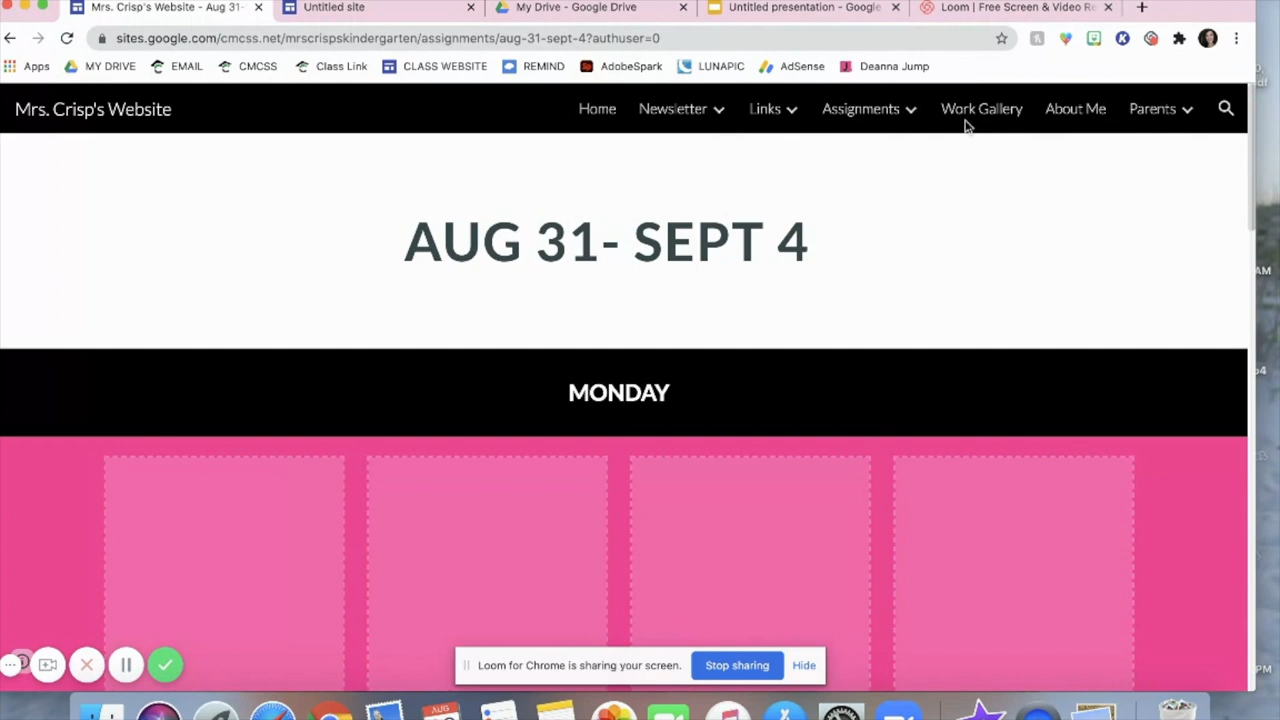 Mrs. Crisp's Website - Aug 31-
Untitled site
My Drive - Google Drive
Untitled presentation - Google
Loom | Free Screen & Video Re
sites.google.com/cmcss.net/mrscrispskindergarten/assignments/aug-31-sept-4?authuser=0
Apps MY DRIVE EMAIL CMCSS Class Link CLASS WEBSITE REMIND AdobeSpark LUNAPIC AdSense Deanna Jump
Mrs. Crisp's Website
Home Newsletter Links Assignments Work Gallery About Me Parents
AUG 31- SEPT 4
MONDAY
Loom for Chrome is sharing your screen. Stop sharing Hide
AUG
AM
PM